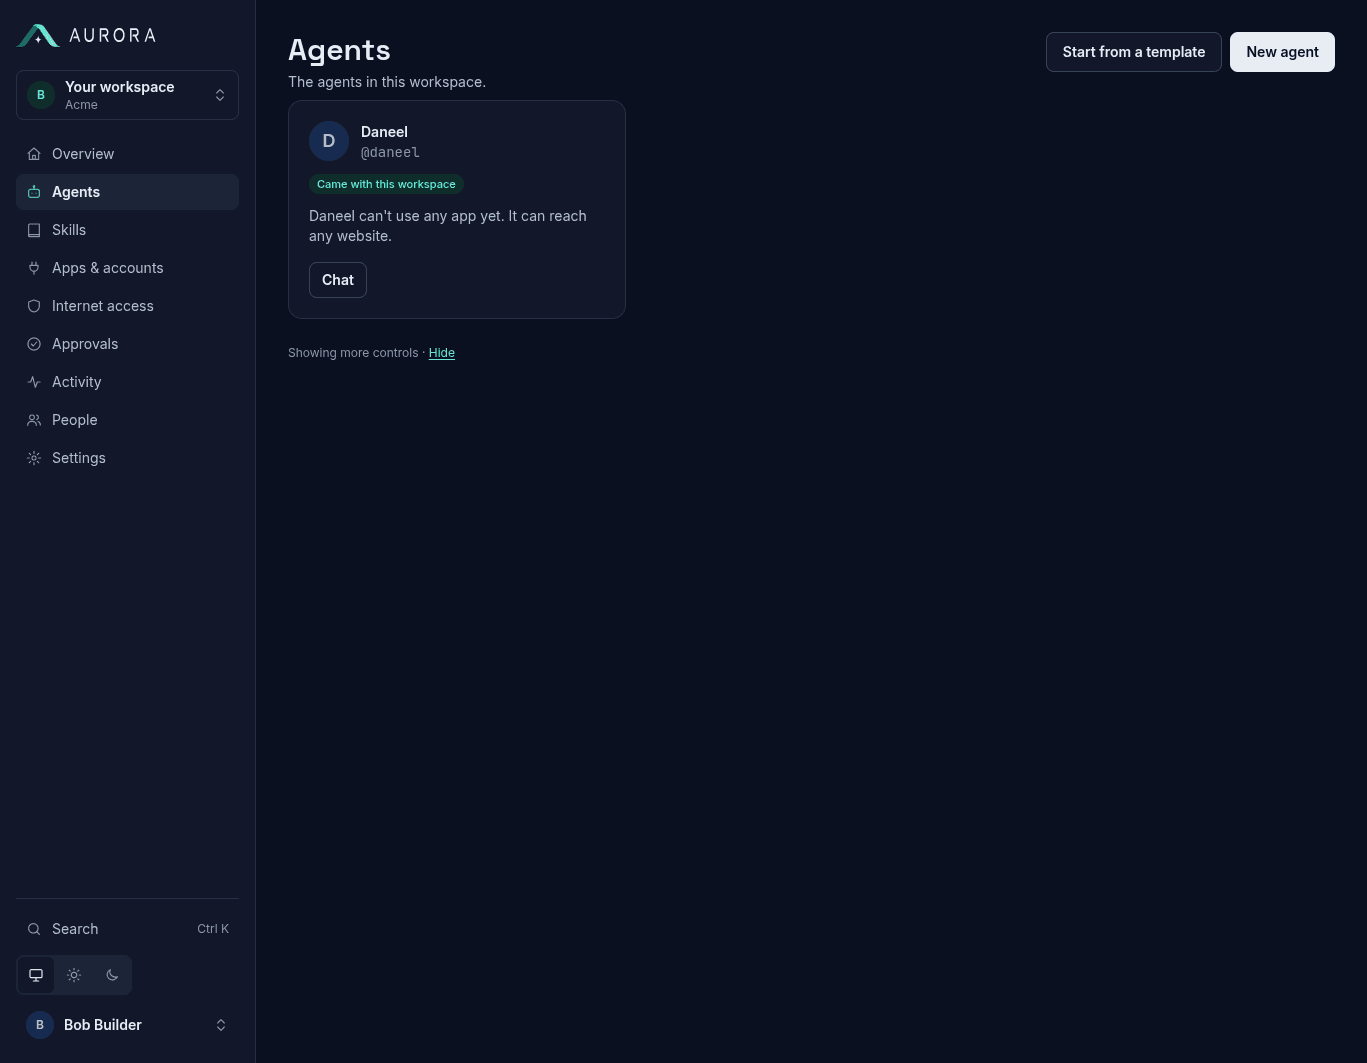 AURORA
B
Your workspace
Acme
Overview
Agents
Skills
Apps & accounts
Internet access
Approvals
Activity
People
Settings
Search
Ctrl K
B
Bob Builder
Agents
The agents in this workspace.
Start from a template
New agent
D
Daneel
@daneel
Came with this workspace
Daneel can't use any app yet. It can reach
any website.
Chat
Showing more controls · Hide